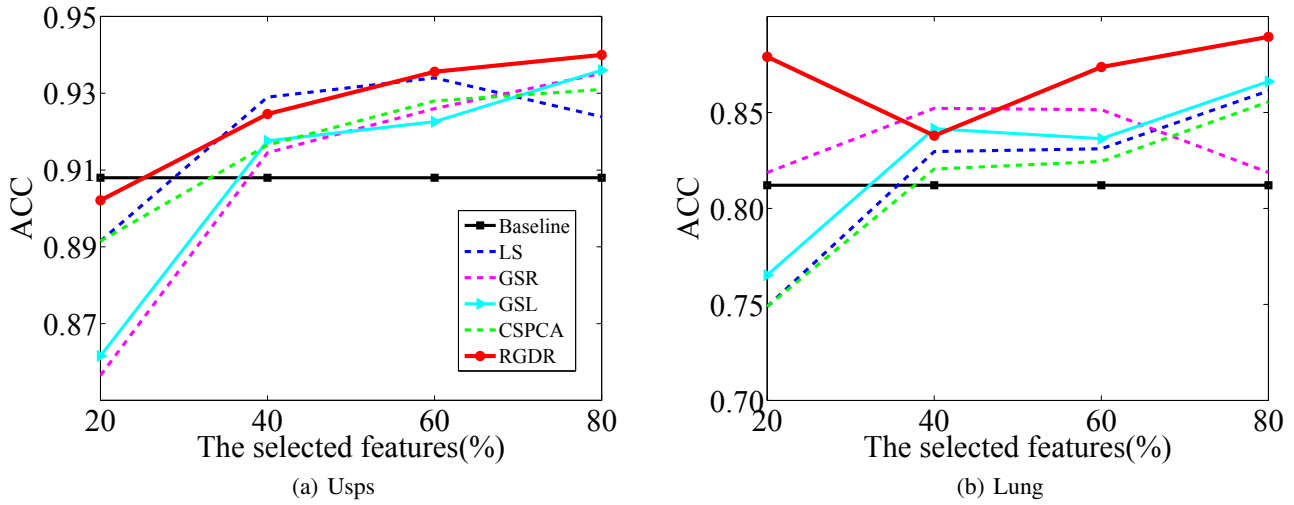 0.95
0.93
0.91
0.89
0.87
ACC
Baseline
LS
GSR
GSL
CSPCA
RGDR
20 40 60 80
The selected features(%)
(a) Usps
0.85
0.80
0.75
0.70
ACC
20 40 60 80
The selected features(%)
(b) Lung